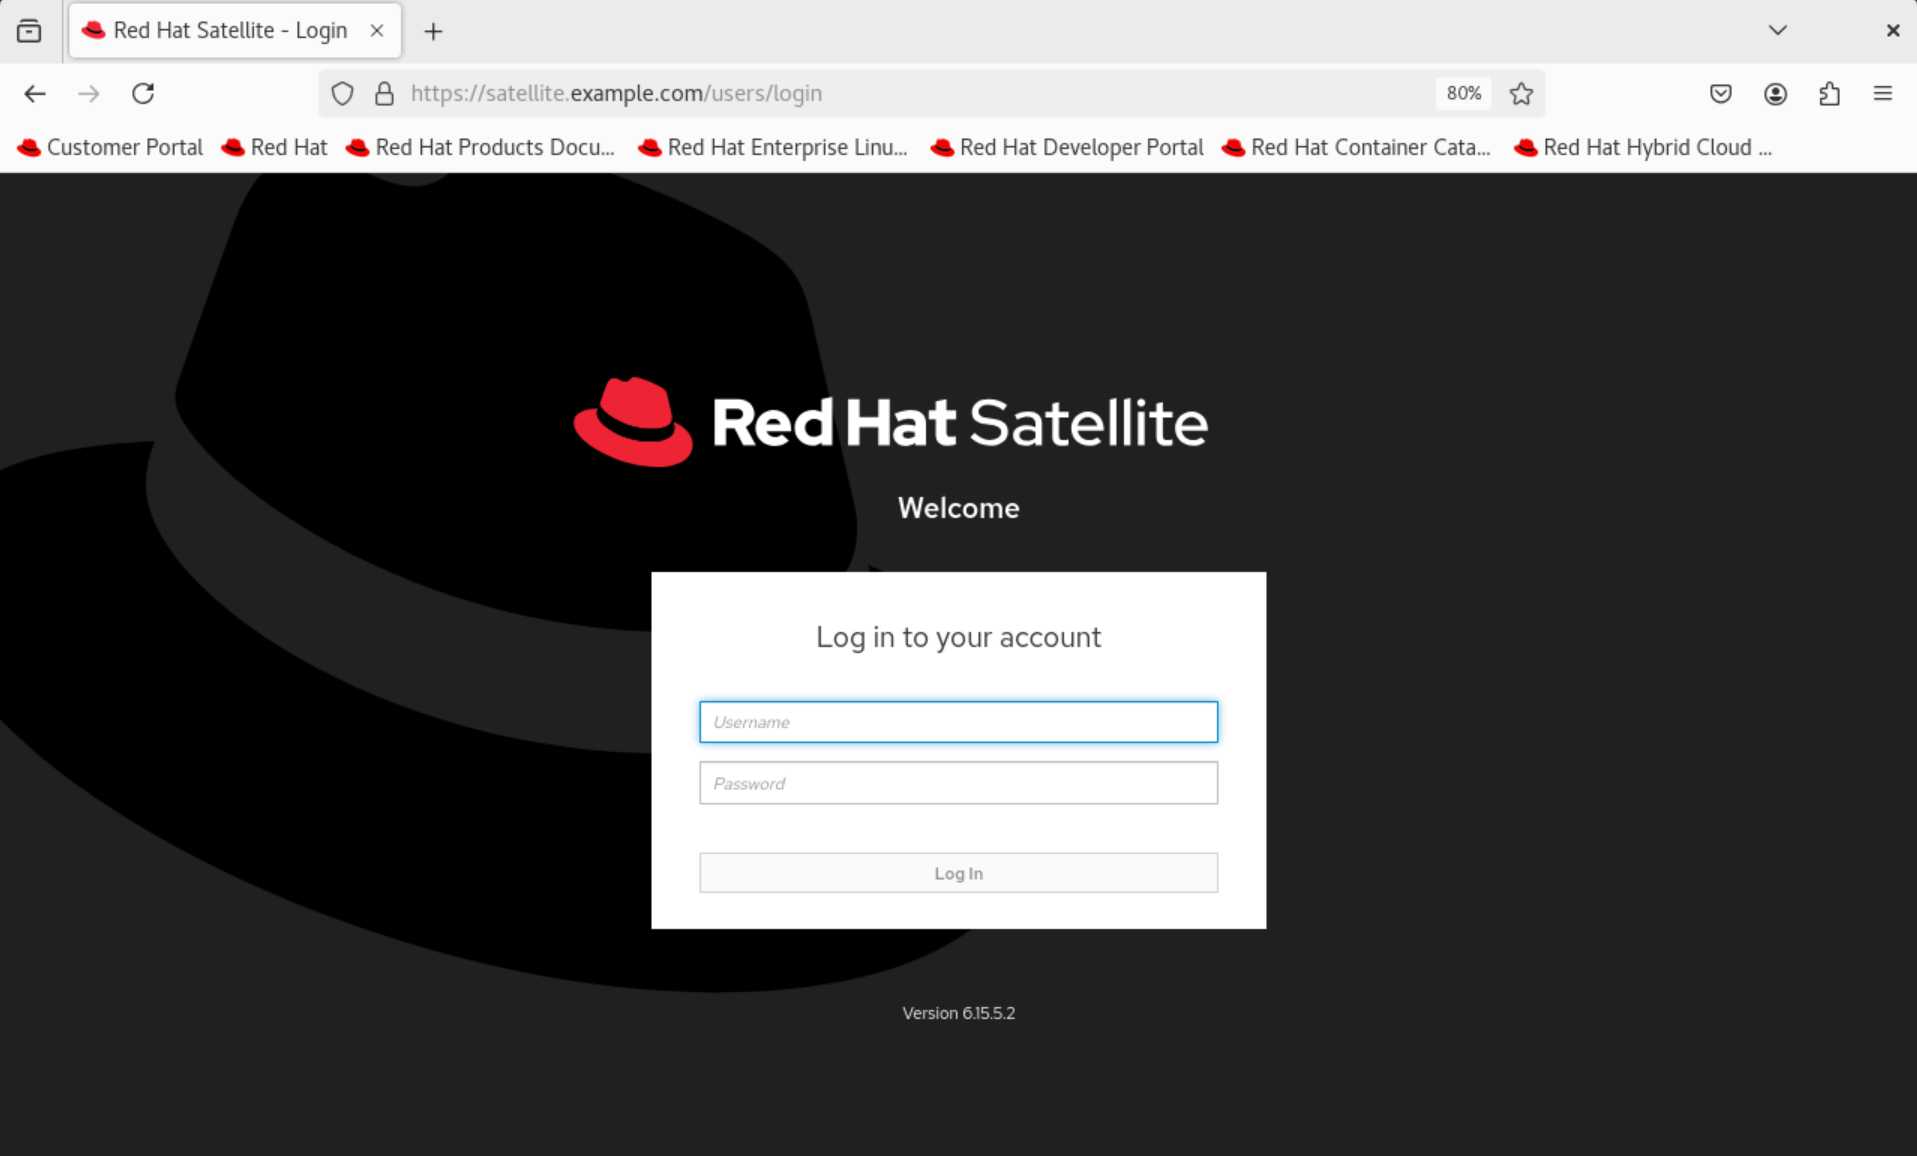 Red Hat Satellite - Login
https://satellite.example.com/users/login
80%
Customer Portal
Red Hat
Red Hat Products Docu...
Red Hat Enterprise Linu...
Red Hat Developer Portal
Red Hat Container Cata...
Red Hat Hybrid Cloud ...
Red Hat Satellite
Welcome
Log in to your account
Username
Password
Log In
Version 6.15.5.2